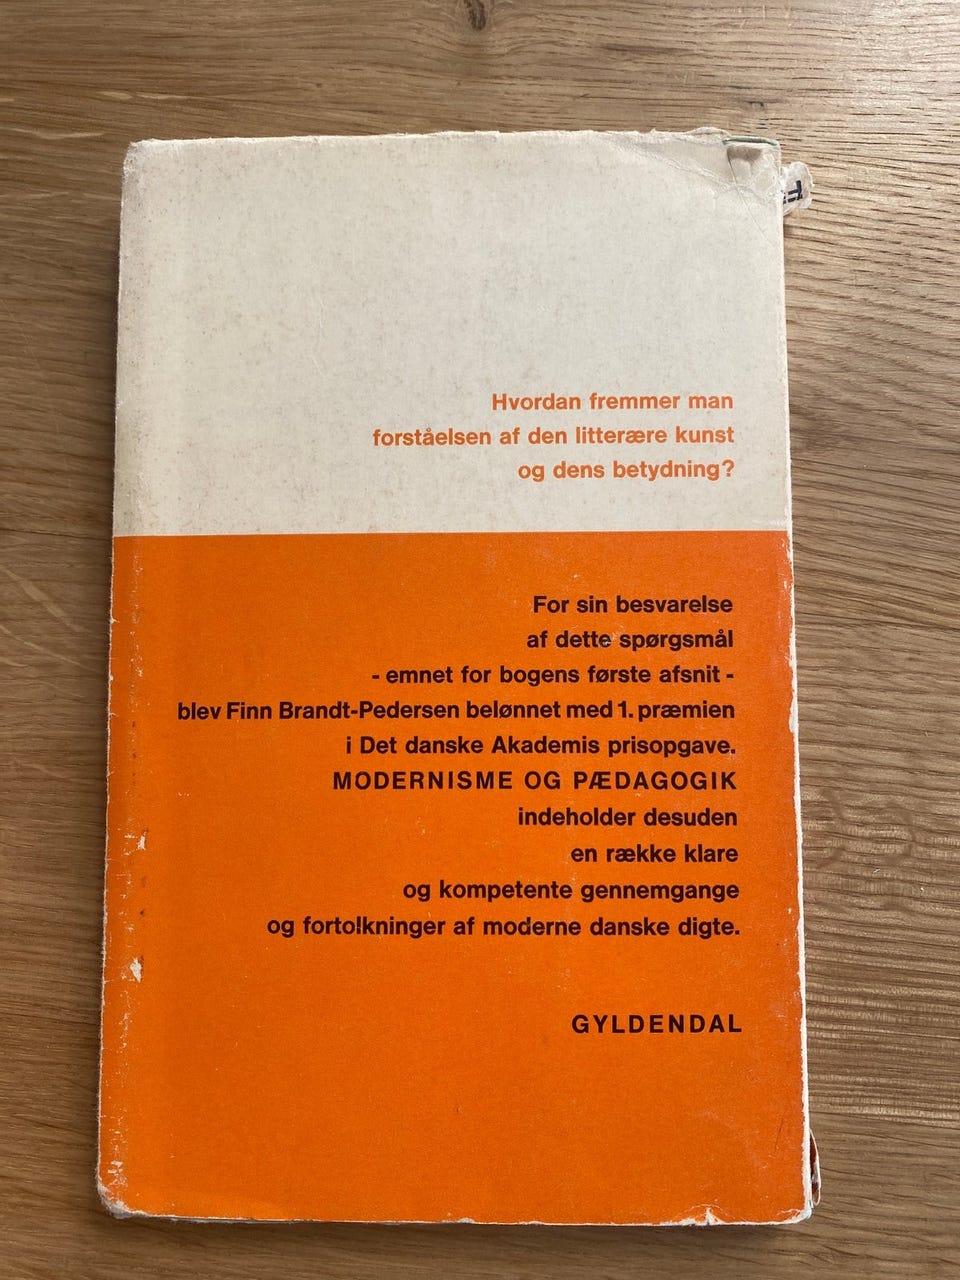 Hvordan fremmer man
forståelsen af den litterære kunst
og dens betydning?
For sin besvarelse
af dette spørgsmål
- emnet for bogens første afsnit -
blev Finn Brandt-Pedersen belønnet med 1. præmien
i Det danske Akademis prisopgave.
MODERNISME OG PÆDAGOGIK
indeholder desuden
en række klare
og kompetente gennemgange
og fortolkninger af moderne danske digte.
GYLDENDAL